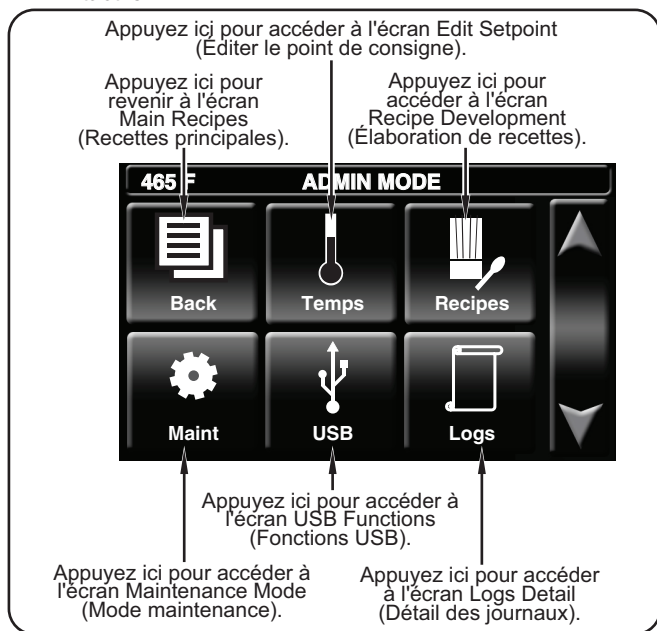 Appuyez ici pour accéder à l'écran Edit Setpoint
(Éditer le point de consigne).
Appuyez ici pour
revenir à l'écran
Main Recipes
(Recettes principales).
Appuyez ici pour
accéder à l'écran
Recipe Development
(Élaboration de recettes).
465 F ADMIN MODE
Back Temps Recipes
Maint USB Logs
Appuyez ici pour accéder à
l'écran USB Functions
(Fonctions USB).
Appuyez ici pour accéder à
l'écran Maintenance Mode
(Mode maintenance).
Appuyez ici pour accéder
à l'écran Logs Detail
(Détail des journaux).